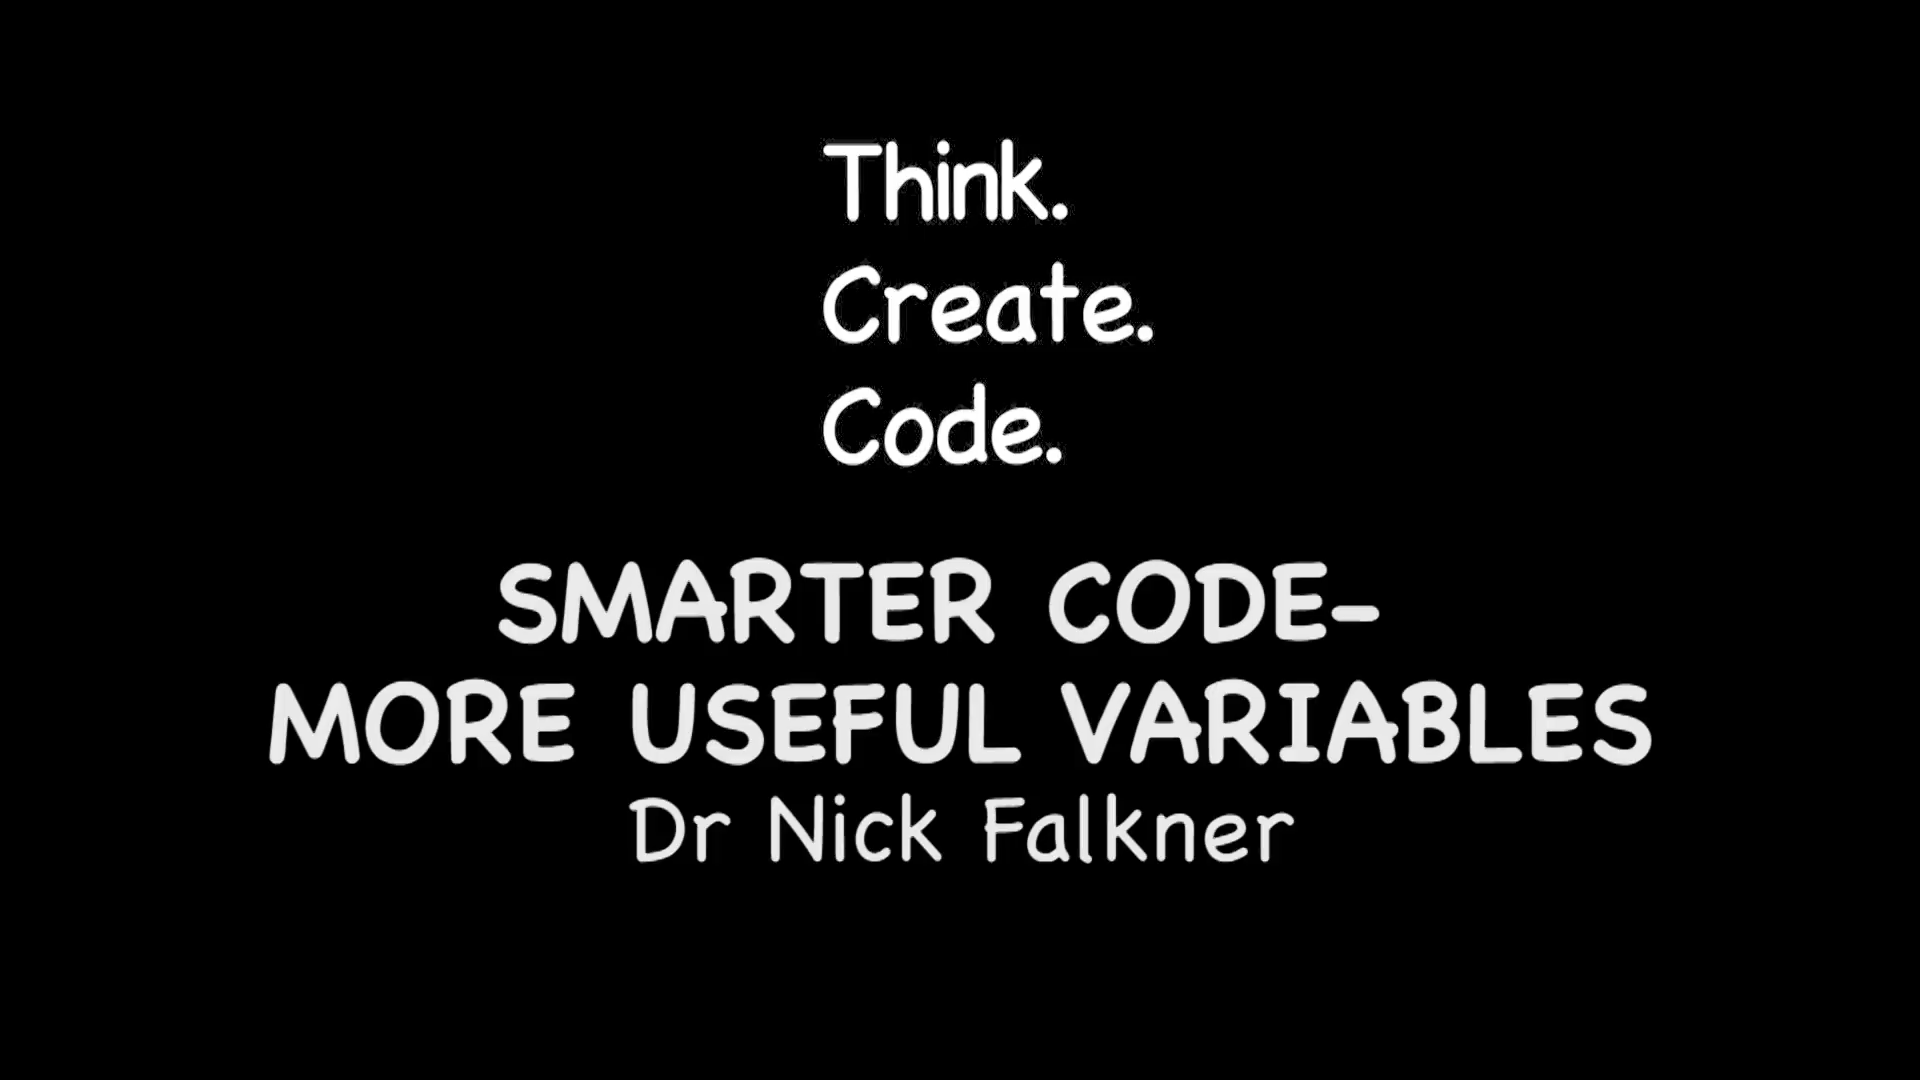 Think.
Create.
Code.
SMARTER CODE-
MORE USEFUL VARIABLES
Dr Nick Falkner